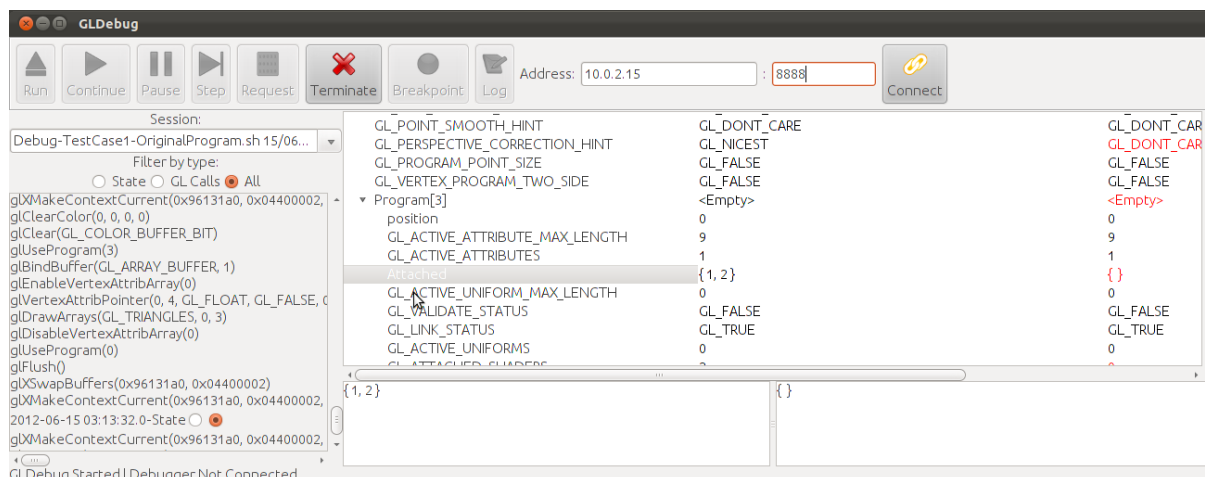 GLDebug
Run Continue Pause Step Request Terminate Breakpoint Log Address: 10.0.2.15 : 8888 Connect
Session:
Debug-TestCase1-OriginalProgram.sh 15/06...
Filter by type:
State GL Calls All
glXMakeContextCurrent(0x96131a0, 0x04400002,
glClearColor(0, 0, 0, 0)
glClear(GL_COLOR_BUFFER_BIT)
glUseProgram(3)
glBindBuffer(GL_ARRAY_BUFFER, 1)
glEnableVertexAttribArray(0)
glVertexAttribPointer(0, 4, GL_FLOAT, GL_FALSE, 0
glDrawArrays(GL_TRIANGLES, 0, 3)
glDisableVertexAttribArray(0)
glUseProgram(0)
glFlush()
glXSwapBuffers(0x96131a0, 0x04400002)
glXMakeContextCurrent(0x96131a0, 0x04400002,
2012-06-15 03:13:32.0-State
glXMakeContextCurrent(0x96131a0, 0x04400002,
GL_POINT_SMOOTH_HINT GL_DONT_CARE GL_DONT_CAR
GL_PERSPECTIVE_CORRECTION_HINT GL_NICEST GL_DONT_CAR
GL_PROGRAM_POINT_SIZE GL_FALSE GL_FALSE
GL_VERTEX_PROGRAM_TWO_SIDE GL_FALSE GL_FALSE
Program[3] <Empty> <Empty>
position 0 0
GL_ACTIVE_ATTRIBUTE_MAX_LENGTH 9 9
GL_ACTIVE_ATTRIBUTES 1 1
Attached {1, 2} { }
GL_ACTIVE_UNIFORM_MAX_LENGTH 0 0
GL_VALIDATE_STATUS GL_FALSE GL_FALSE
GL_LINK_STATUS GL_TRUE GL_TRUE
GL_ACTIVE_UNIFORMS 0 0
GL_ATTACHED_SHADERS
{1, 2} { }
GLDebug Started | Debugger Not Connected